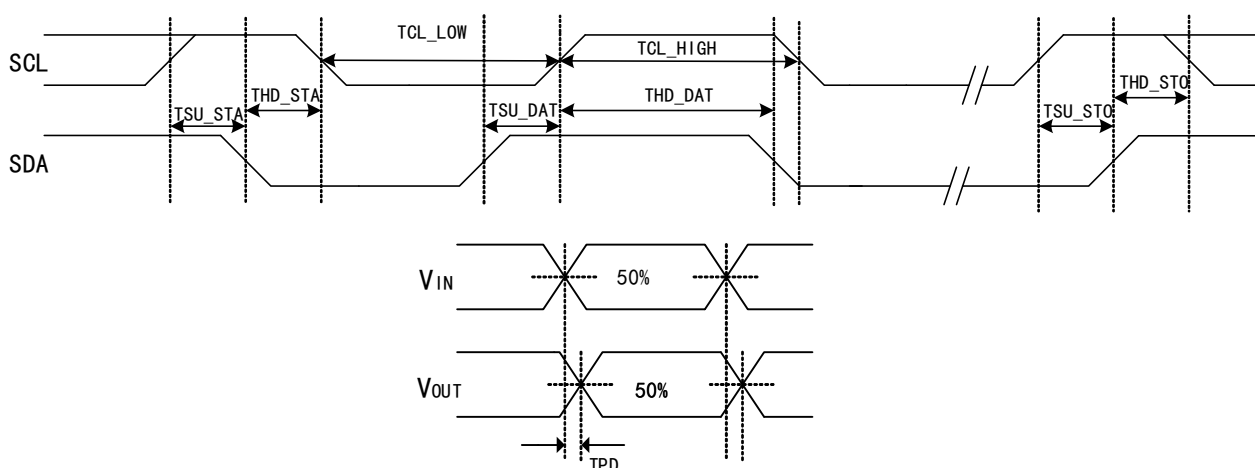 TCL_LOW
TCL_HIGH
SCL
THD_STA
THD_DAT
THD_STO
TSU_STA
TSU_DAT
TSU_STO
SDA
VIN
50%
VOUT
50%
TPD